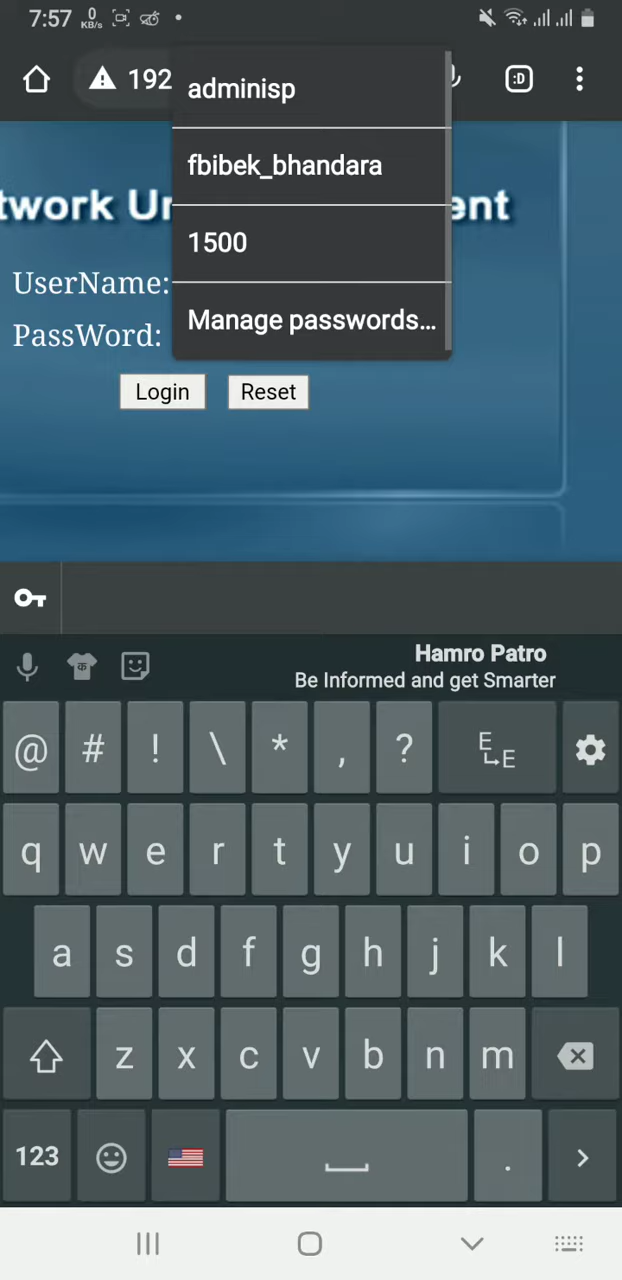 7:57 0 KB/s
192
:D
adminisp
fbibek_bhandara
1500
Manage passwords...
twork Ur ent
UserName:
PassWord:
Login Reset
Hamro Patro
Be Informed and get Smarter
@ # ! \ * , ? E E
q w e r t y u i o p
a s d f g h j k l
z x c v b n m
123 .